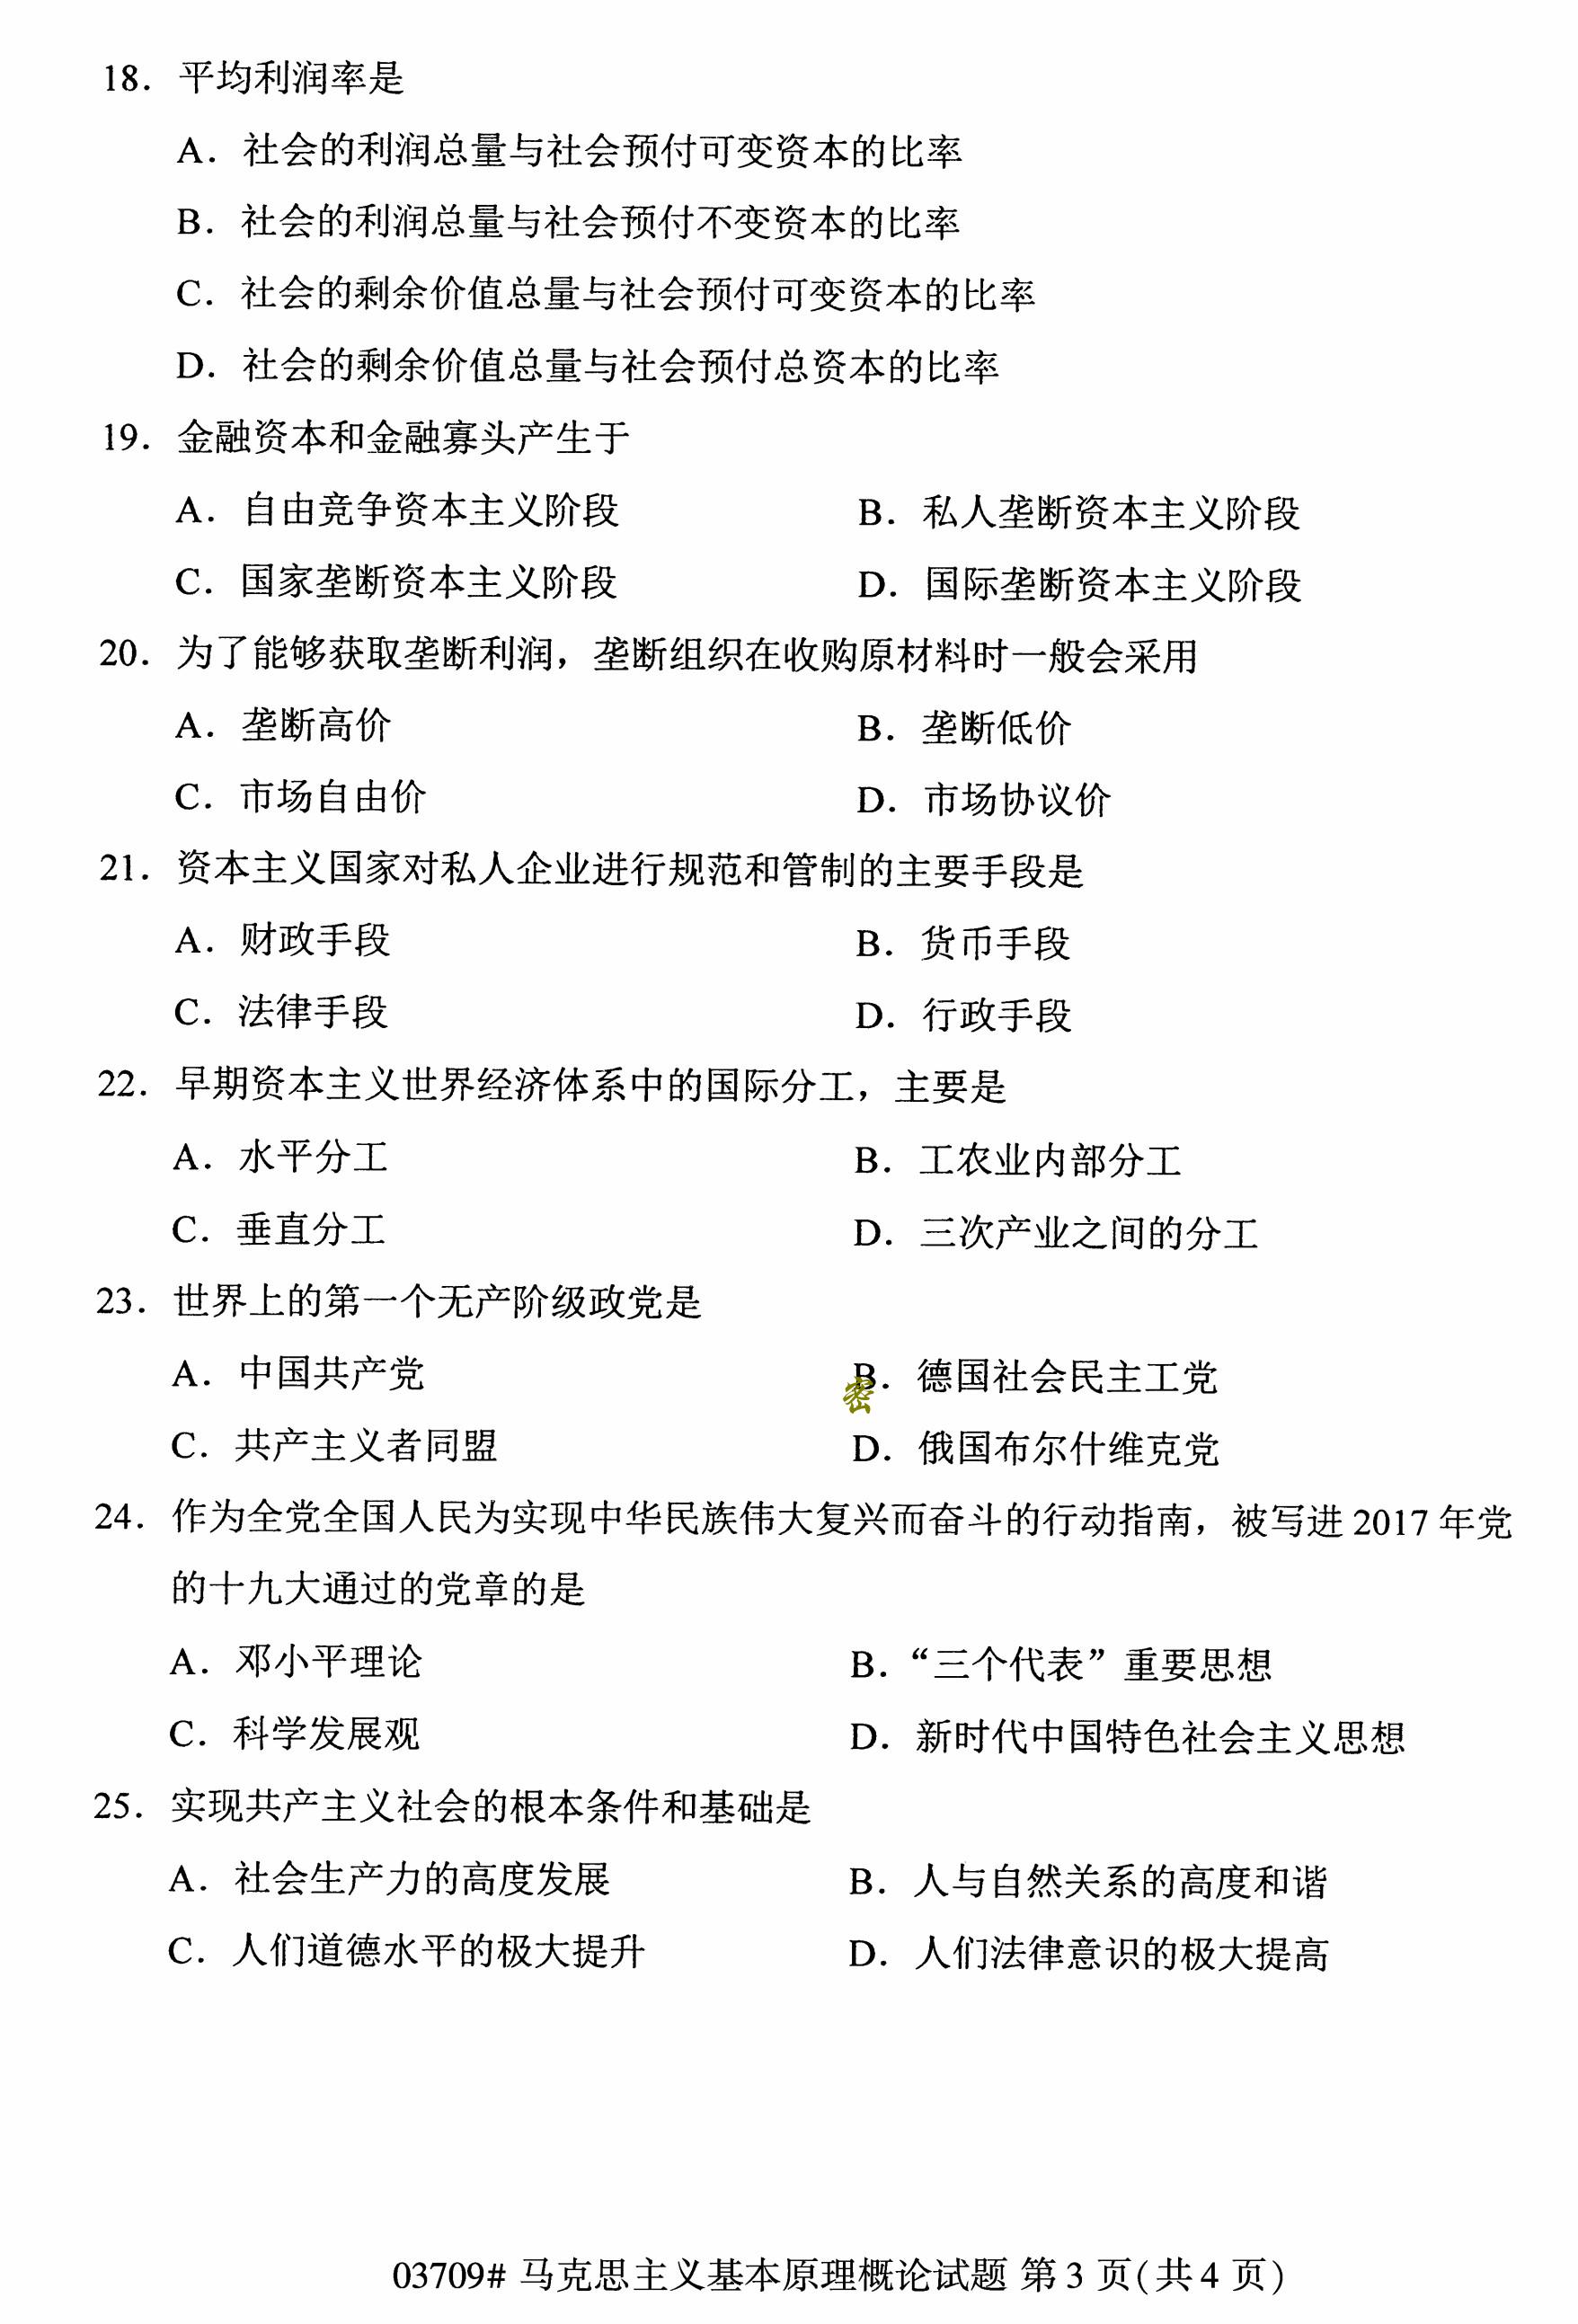 18. 平均利润率是
A. 社会的利润总量与社会预付可变资本的比率
B. 社会的利润总量与社会预付不变资本的比率
C. 社会的剩余价值总量与社会预付可变资本的比率
D. 社会的剩余价值总量与社会预付总资本的比率
19. 金融资本和金融寡头产生于
A. 自由竞争资本主义阶段 B. 私人垄断资本主义阶段
C. 国家垄断资本主义阶段 D. 国际垄断资本主义阶段
20. 为了能够获取垄断利润，垄断组织在收购原材料时一般会采用
A. 垄断高价 B. 垄断低价
C. 市场自由价 D. 市场协议价
21. 资本主义国家对私人企业进行规范和管制的主要手段是
A. 财政手段 B. 货币手段
C. 法律手段 D. 行政手段
22. 早期资本主义世界经济体系中的国际分工，主要是
A. 水平分工 B. 工农业内部分工
C. 垂直分工 D. 三次产业之间的分工
23. 世界上的第一个无产阶级政党是
A. 中国共产党 B. 德国社会民主工党
密
C. 共产主义者同盟 D. 俄国布尔什维克党
24. 作为全党全国人民为实现中华民族伟大复兴而奋斗的行动指南，被写进 2017 年党
的十九大通过的党章的是
A. 邓小平理论 B. “三个代表”重要思想
C. 科学发展观 D. 新时代中国特色社会主义思想
25. 实现共产主义社会的根本条件和基础是
A. 社会生产力的高度发展 B. 人与自然关系的高度和谐
C. 人们道德水平的极大提升 D. 人们法律意识的极大提高
03709# 马克思主义基本原理概论试题 第 3 页(共 4 页)